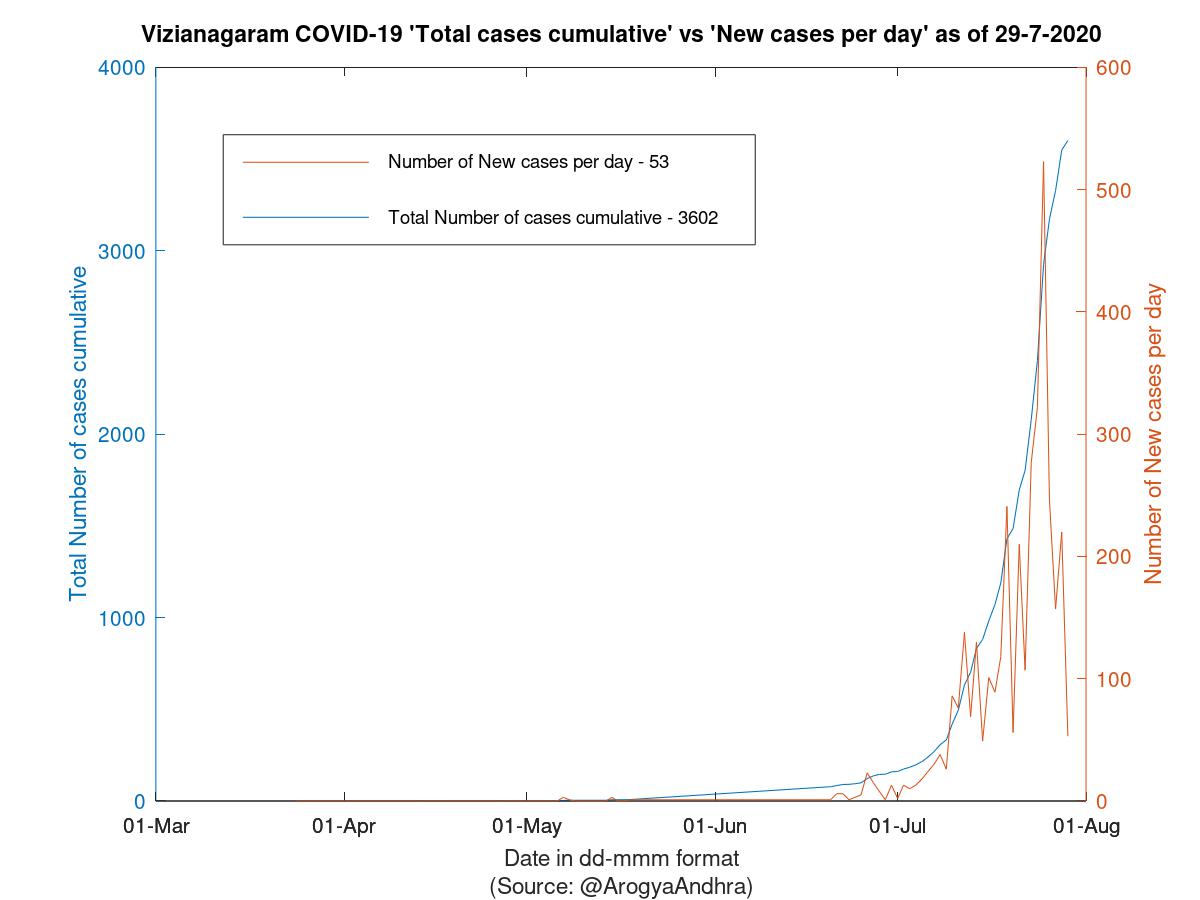 Vizianagaram COVID-19 'Total cases cumulative' vs 'New cases per day' as of 29-7-2020
4000
3000
2000
1000
0
Total Number of cases cumulative
Number of New cases per day - 53
Total Number of cases cumulative - 3602
600
500
400
300
200
100
0
Number of New cases per day
01-Mar 01-Apr 01-May 01-Jun 01-Jul 01-Aug
Date in dd-mmm format
(Source: @ArogyaAndhra)